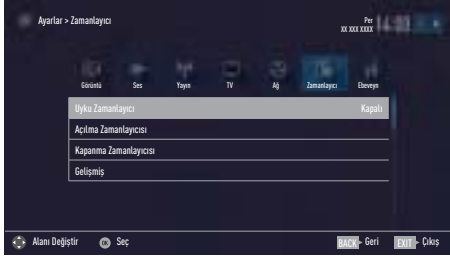 Ayarlar > Zamanlayıcı
Per
xx xxx xxxx
Görüntü Ses Yayın TV Ağ Zamanlayıcı Ebeveyn
Uyku Zamanlayıcı Kapalı
Açılma Zamanlayıcısı
Kapanma Zamanlayıcısı
Gelişmiş
Alanı Değiştir OK Seç BACK Geri EXIT Çıkış